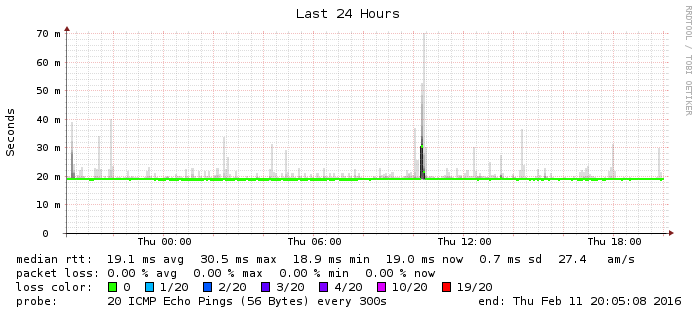 Last 24 Hours
RRDTOOL / TOBI OETIKER
Seconds
70 m
60 m
50 m
40 m
30 m
20 m
10 m
0
Thu 00:00 Thu 06:00 Thu 12:00 Thu 18:00
median rtt: 19.1 ms avg 30.5 ms max 18.9 ms min 19.0 ms now 0.7 ms sd 27.4 am/s
packet loss: 0.00 % avg 0.00 % max 0.00 % min 0.00 % now
loss color: 0 1/20 2/20 3/20 4/20 10/20 19/20
probe: 20 ICMP Echo Pings (56 Bytes) every 300s end: Thu Feb 11 20:05:08 2016